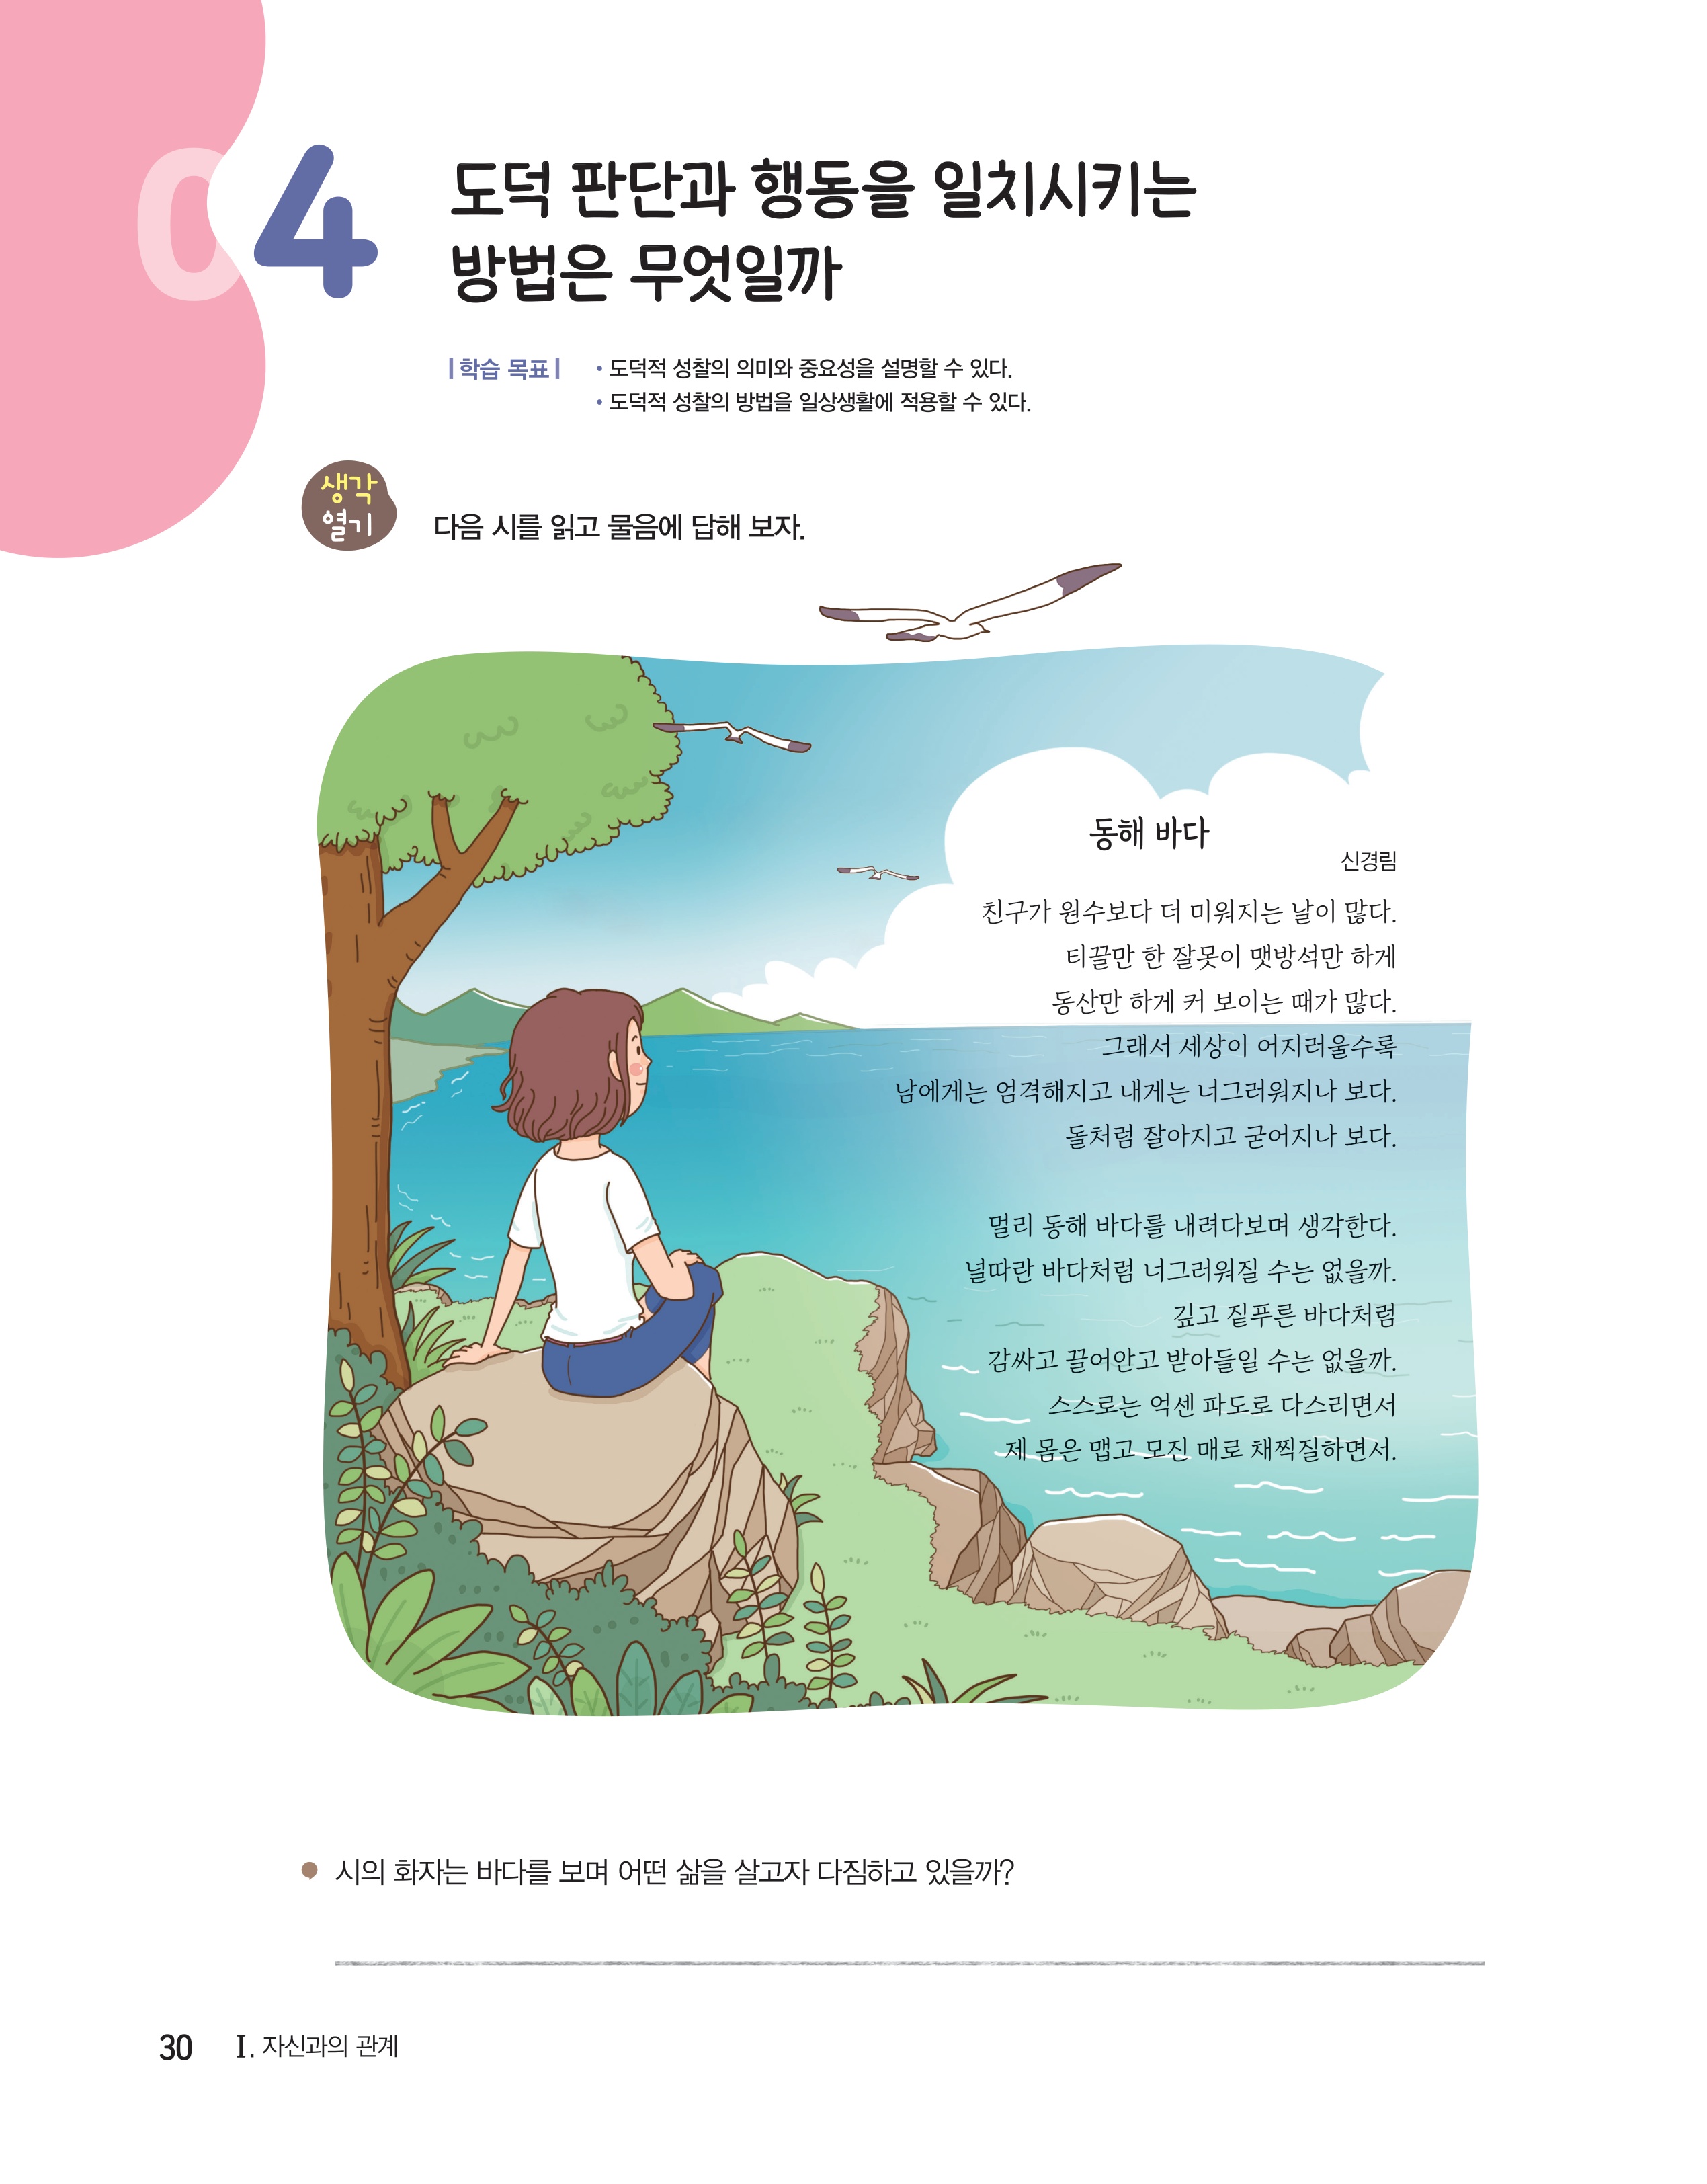 04
도덕 판단과 행동을 일치시키는
방법은 무엇일까
|학습 목표|
• 도덕적 성찰의 의미와 중요성을 설명할 수 있다.
• 도덕적 성찰의 방법을 일상생활에 적용할 수 있다.
생각
열기
다음 시를 읽고 물음에 답해 보자.
동해 바다
신경림
친구가 원수보다 더 미워지는 날이 많다.
티끌만 한 잘못이 맷방석만 하게
동산만 하게 커 보이는 때가 많다.
그래서 세상이 어지러울수록
남에게는 엄격해지고 내게는 너그러워지나 보다.
돌처럼 잘아지고 굳어지나 보다.
멀리 동해 바다를 내려다보며 생각한다.
널따란 바다처럼 너그러워질 수는 없을까.
깊고 짙푸른 바다처럼
감싸고 끌어안고 받아들일 수는 없을까.
스스로는 억센 파도로 다스리면서
제 몸은 맵고 모진 매로 채찍질하면서.
시의 화자는 바다를 보며 어떤 삶을 살고자 다짐하고 있을까?
30 Ⅰ. 자신과의 관계